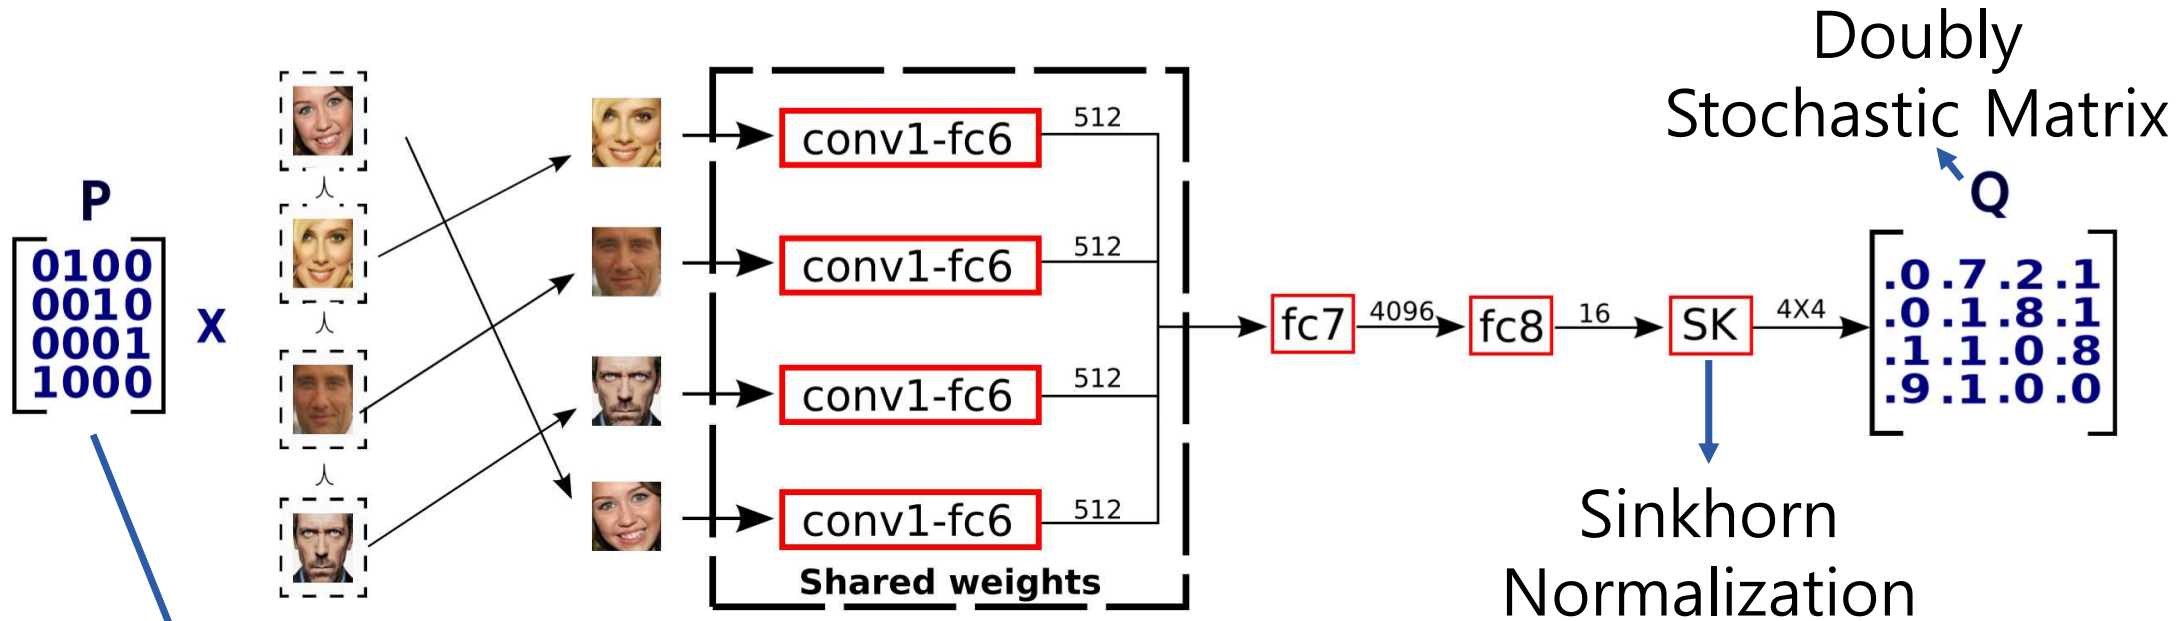 P
0100
0010
0001
1000
X
conv1-fc6
512
conv1-fc6
512
conv1-fc6
512
conv1-fc6
512
Shared weights
fc7
4096
fc8
16
SK
4X4
Sinkhorn
Normalization
Doubly
Stochastic Matrix
Q
.0 .7 .2 .1
.0 .1 .8 .1
.1 .1 .0 .8
.9 .1 .0 .0